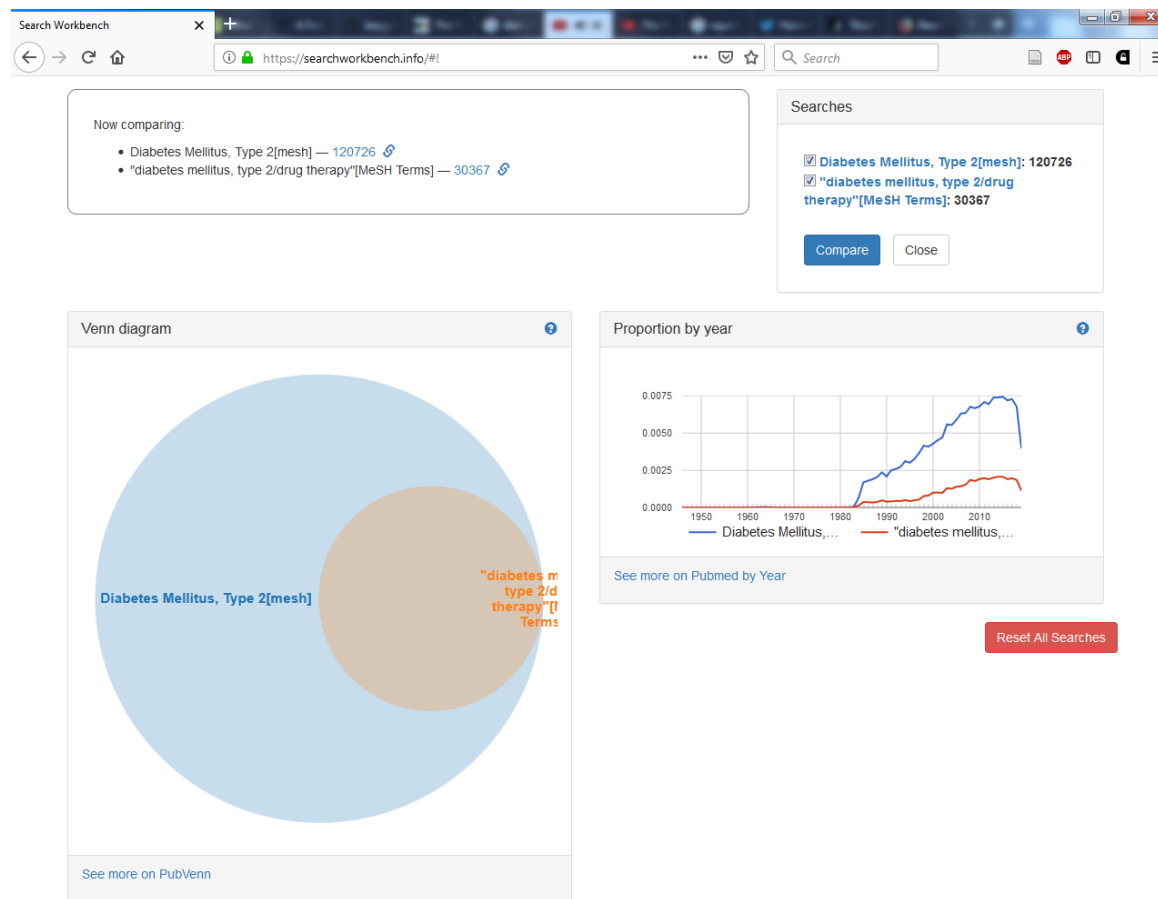 Search Workbench
https://searchworkbench.info/#!
Search
Now comparing:
Diabetes Mellitus, Type 2[mesh] — 120726
"diabetes mellitus, type 2/drug therapy"[MeSH Terms] — 30367
Searches
Diabetes Mellitus, Type 2[mesh]: 120726
"diabetes mellitus, type 2/drug
therapy"[MeSH Terms]: 30367
Compare
Close
Venn diagram
Diabetes Mellitus, Type 2[mesh]
"diabetes m
type 2/d
therapy"[
Terms
See more on PubVenn
Proportion by year
0.0075
0.0050
0.0025
0.0000
1950 1960 1970 1980 1990 2000 2010
Diabetes Mellitus,...
"diabetes mellitus,...
See more on Pubmed by Year
Reset All Searches